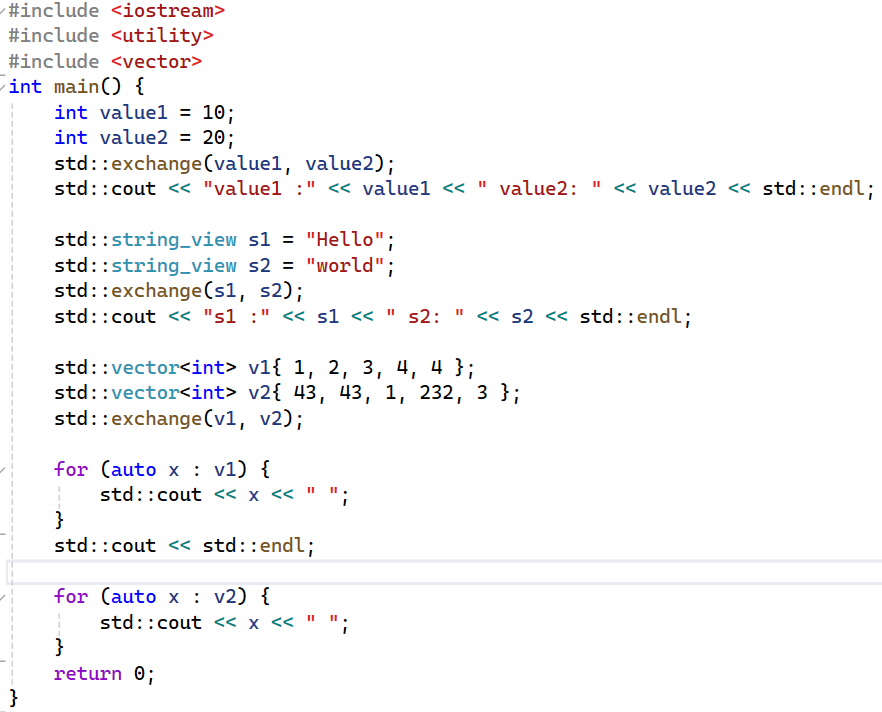 #include <iostream>
#include <utility>
#include <vector>
int main() {
    int value1 = 10;
    int value2 = 20;
    std::exchange(value1, value2);
    std::cout << "value1 :" << value1 << " value2: " << value2 << std::endl;

    std::string_view s1 = "Hello";
    std::string_view s2 = "world";
    std::exchange(s1, s2);
    std::cout << "s1 :" << s1 << " s2: " << s2 << std::endl;

    std::vector<int> v1{ 1, 2, 3, 4, 4 };
    std::vector<int> v2{ 43, 43, 1, 232, 3 };
    std::exchange(v1, v2);

    for (auto x : v1) {
        std::cout << x << " ";
    }
    std::cout << std::endl;

    for (auto x : v2) {
        std::cout << x << " ";
    }
    return 0;
}